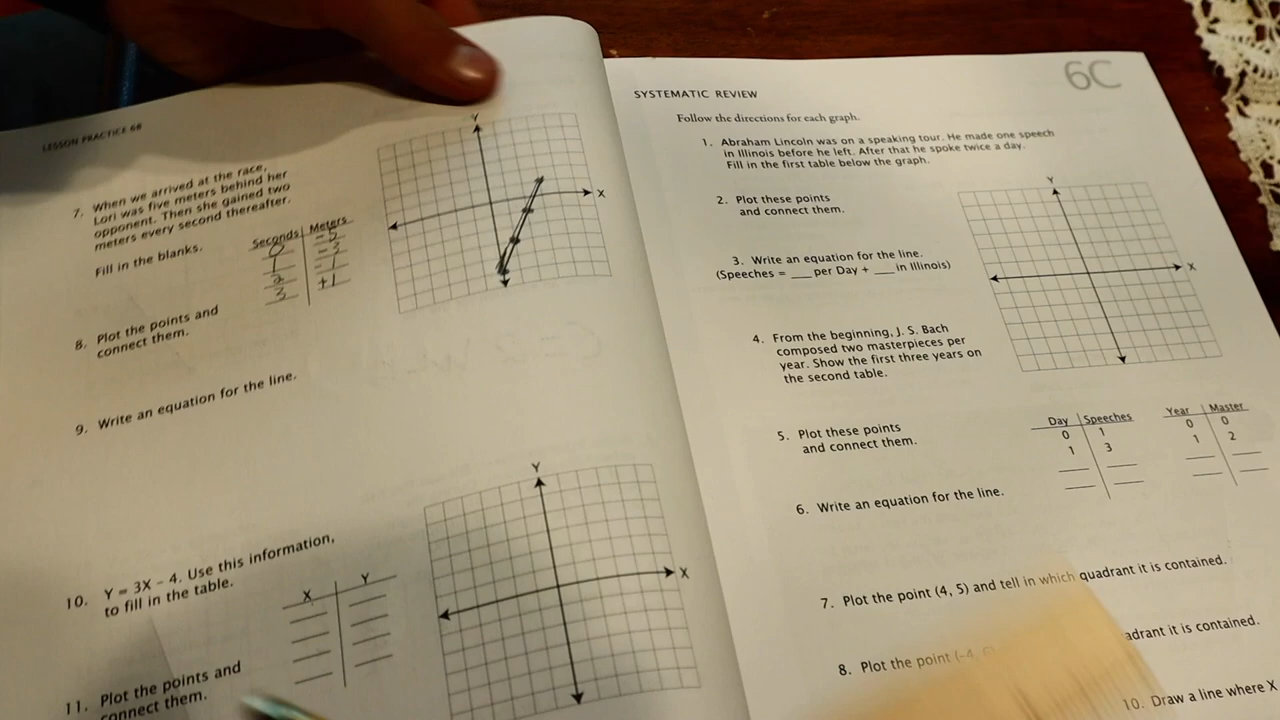 LESSON PRACTICE 6B
7. When we arrived at the race,
Lori was five meters behind her
opponent. Then she gained two
meters every second thereafter.
Fill in the blanks.
Seconds Meters
0 -5
1 -3
2 -1
3 +1
Y
X
8. Plot the points and
connect them.
9. Write an equation for the line.
10. Y = 3X - 4. Use this information,
to fill in the table.
X Y
Y
X
11. Plot the points and
connect them.
SYSTEMATIC REVIEW
6C
Follow the directions for each graph.
1. Abraham Lincoln was on a speaking tour. He made one speech
in Illinois before he left. After that he spoke twice a day.
Fill in the first table below the graph.
2. Plot these points
and connect them.
3. Write an equation for the line.
(Speeches = ___ per Day + ___ in Illinois)
Y
X
4. From the beginning, J. S. Bach
composed two masterpieces per
year. Show the first three years on
the second table.
5. Plot these points
and connect them.
Day Speeches
0 1
1 3
Year Master
0 0
1 2
6. Write an equation for the line.
7. Plot the point (4, 5) and tell in which quadrant it is contained.
8. Plot the point (-4,
adrant it is contained.
10. Draw a line where X